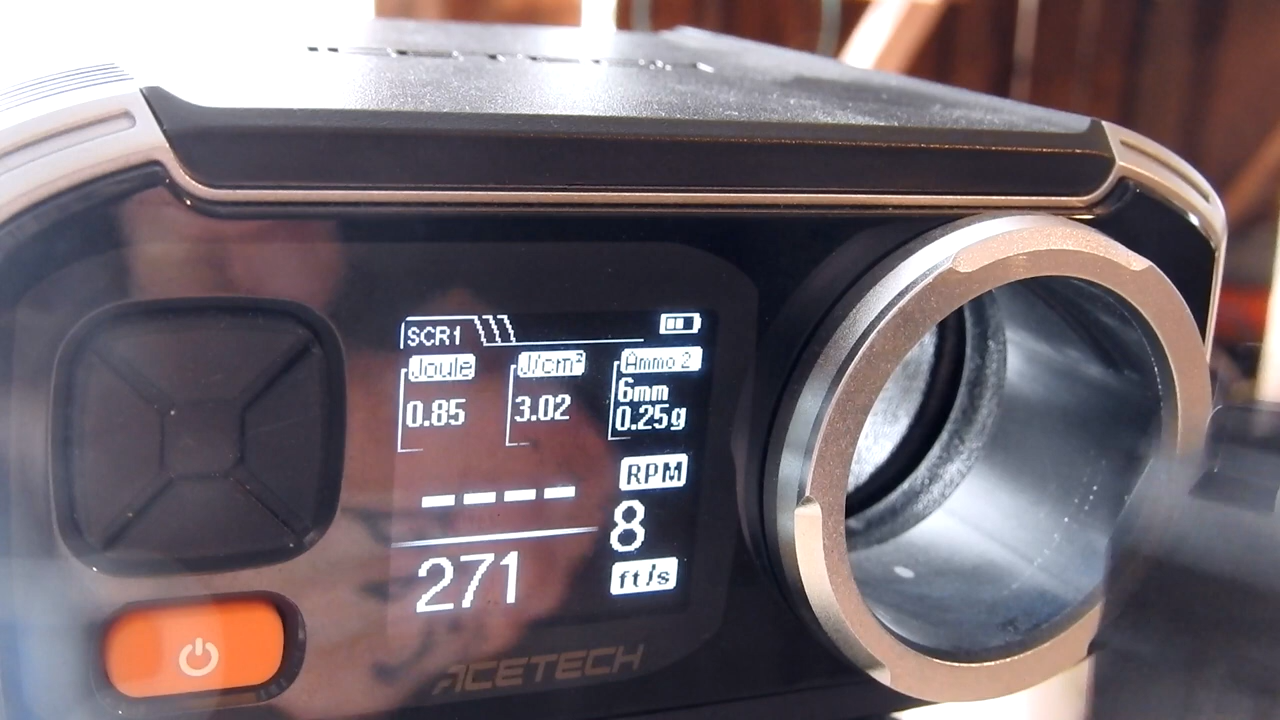 SCR1
Joule J/cm² Ammo 2
0.85 3.02 6mm
0.25g
---- RPM
8
271 ft/s
ACETECH